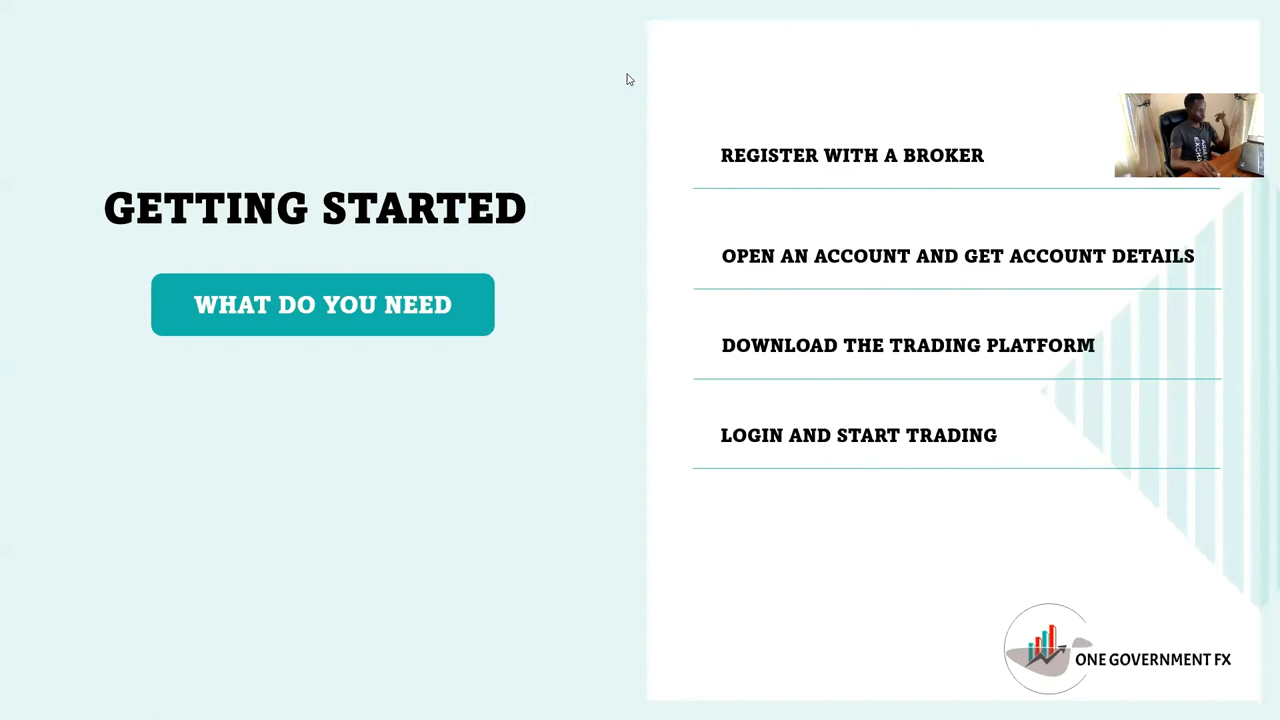 GETTING STARTED
WHAT DO YOU NEED
REGISTER WITH A BROKER
OPEN AN ACCOUNT AND GET ACCOUNT DETAILS
DOWNLOAD THE TRADING PLATFORM
LOGIN AND START TRADING
ONE GOVERNMENT FX